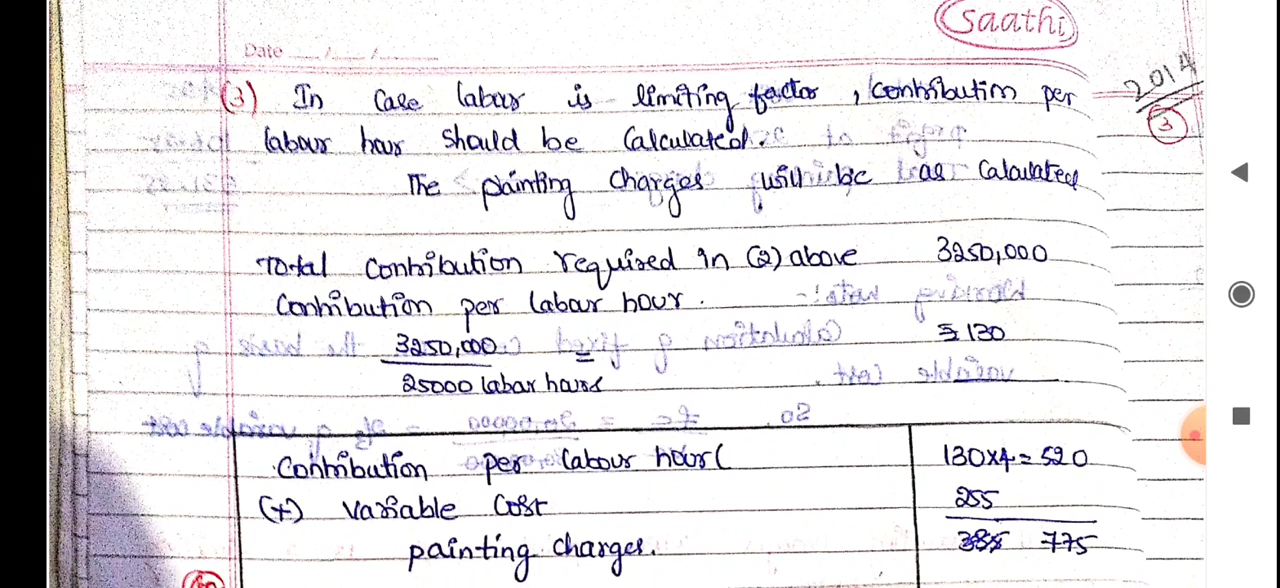 Saathi
Date
2014
3
(3) In Case labour is limiting factor, contribution per
labour hour should be Calculated.
The painting charges will be as Calculated
Total Contribution required in (2) above 3250,000
Contribution per labour hour.
3250,000 = ₹130
25000 labour hours
Contribution per labour hour( 130x4=520
(+) Variable Cost 255
painting charges. 385 775